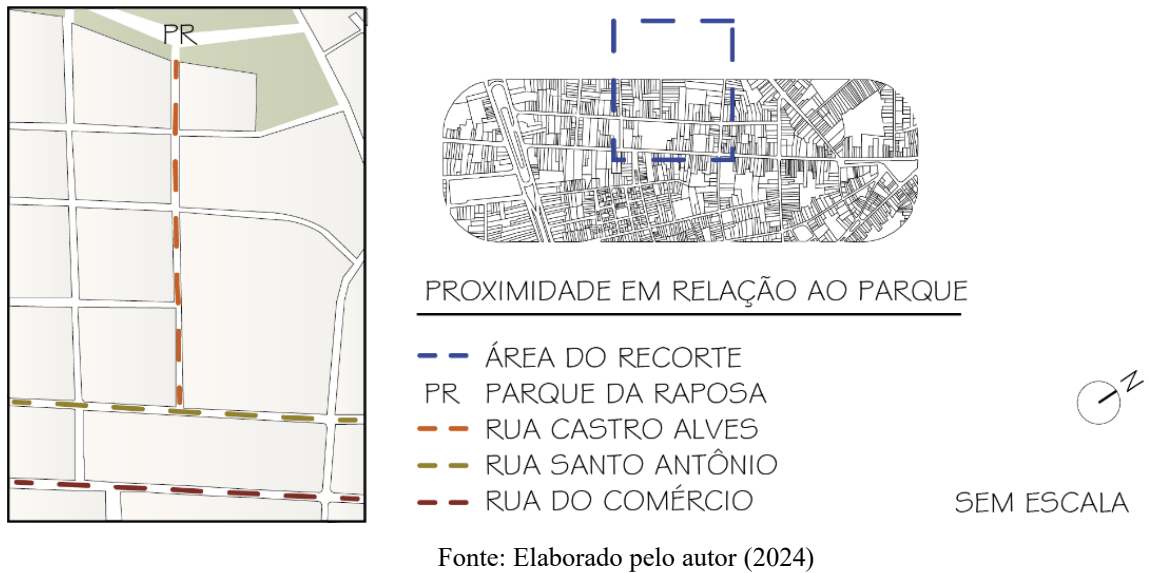 PR
PROXIMIDADE EM RELAÇÃO AO PARQUE
ÁREA DO RECORTE
PR PARQUE DA RAPOSA
RUA CASTRO ALVES
RUA SANTO ANTÔNIO
RUA DO COMÉRCIO
N
SEM ESCALA
Fonte: Elaborado pelo autor (2024)